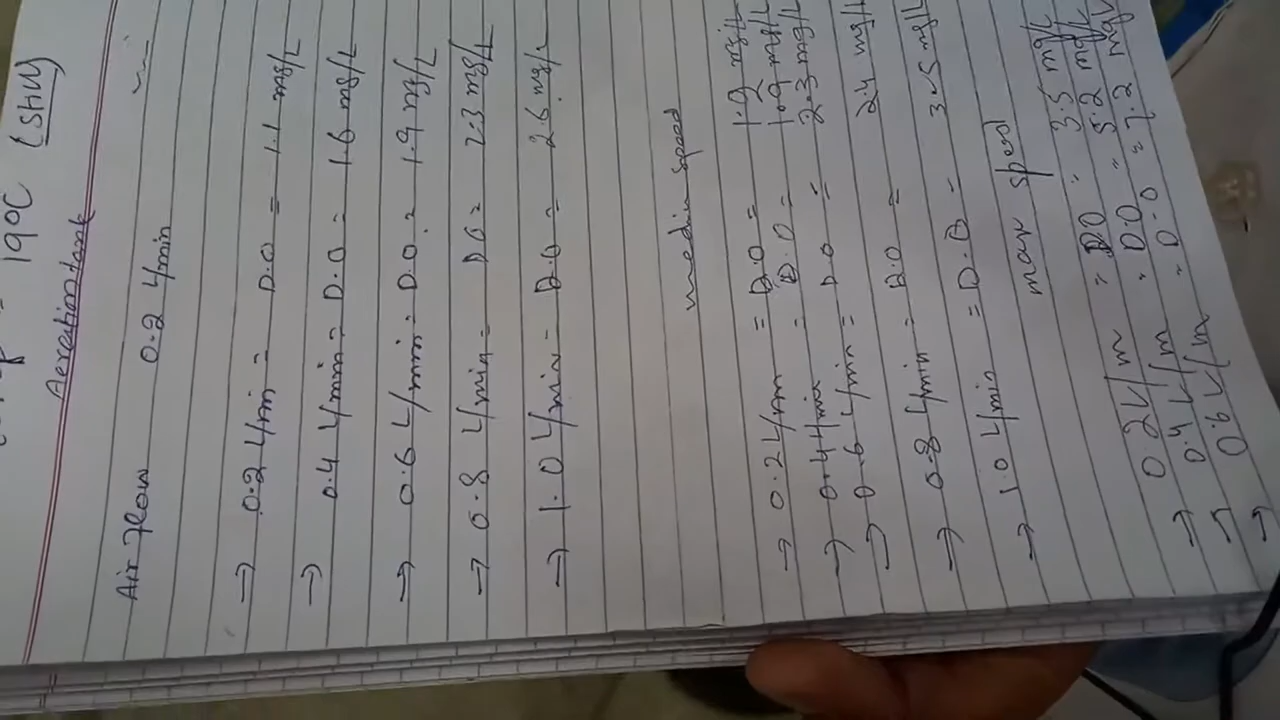 19°C (SHU)
Aeration tank
Air flow 0.2 L/min
→ 0.2 L/min = D.O = 1.1 mg/L
→ 0.4 L/min = D.O = 1.6 mg/L
→ 0.6 L/min = D.O. = 1.9 mg/L
→ 0.8 L/min = DO = 2.3 mg/L
→ 1.0 L/min = D.O = 2.6 mg/L
medium speed
→ 0.2 L/m = D.O = 1.9 mg/L
→ 0.4 L/min = D.O = 1.9 mg/L
→ 0.6 L/min = D.O = 2.3 mg/L
→ 0.8 L/min = D.O = 2.4 mg/L
→ 1.0 L/min = D.O = 3.5 mg/L
max speed
→ 0.2 L/m = DO = 3.5 mg/L
→ 0.4 L/m = D.O = 5.2 mg/L
→ 0.6 L/m = D.O = 7.2 mg/L